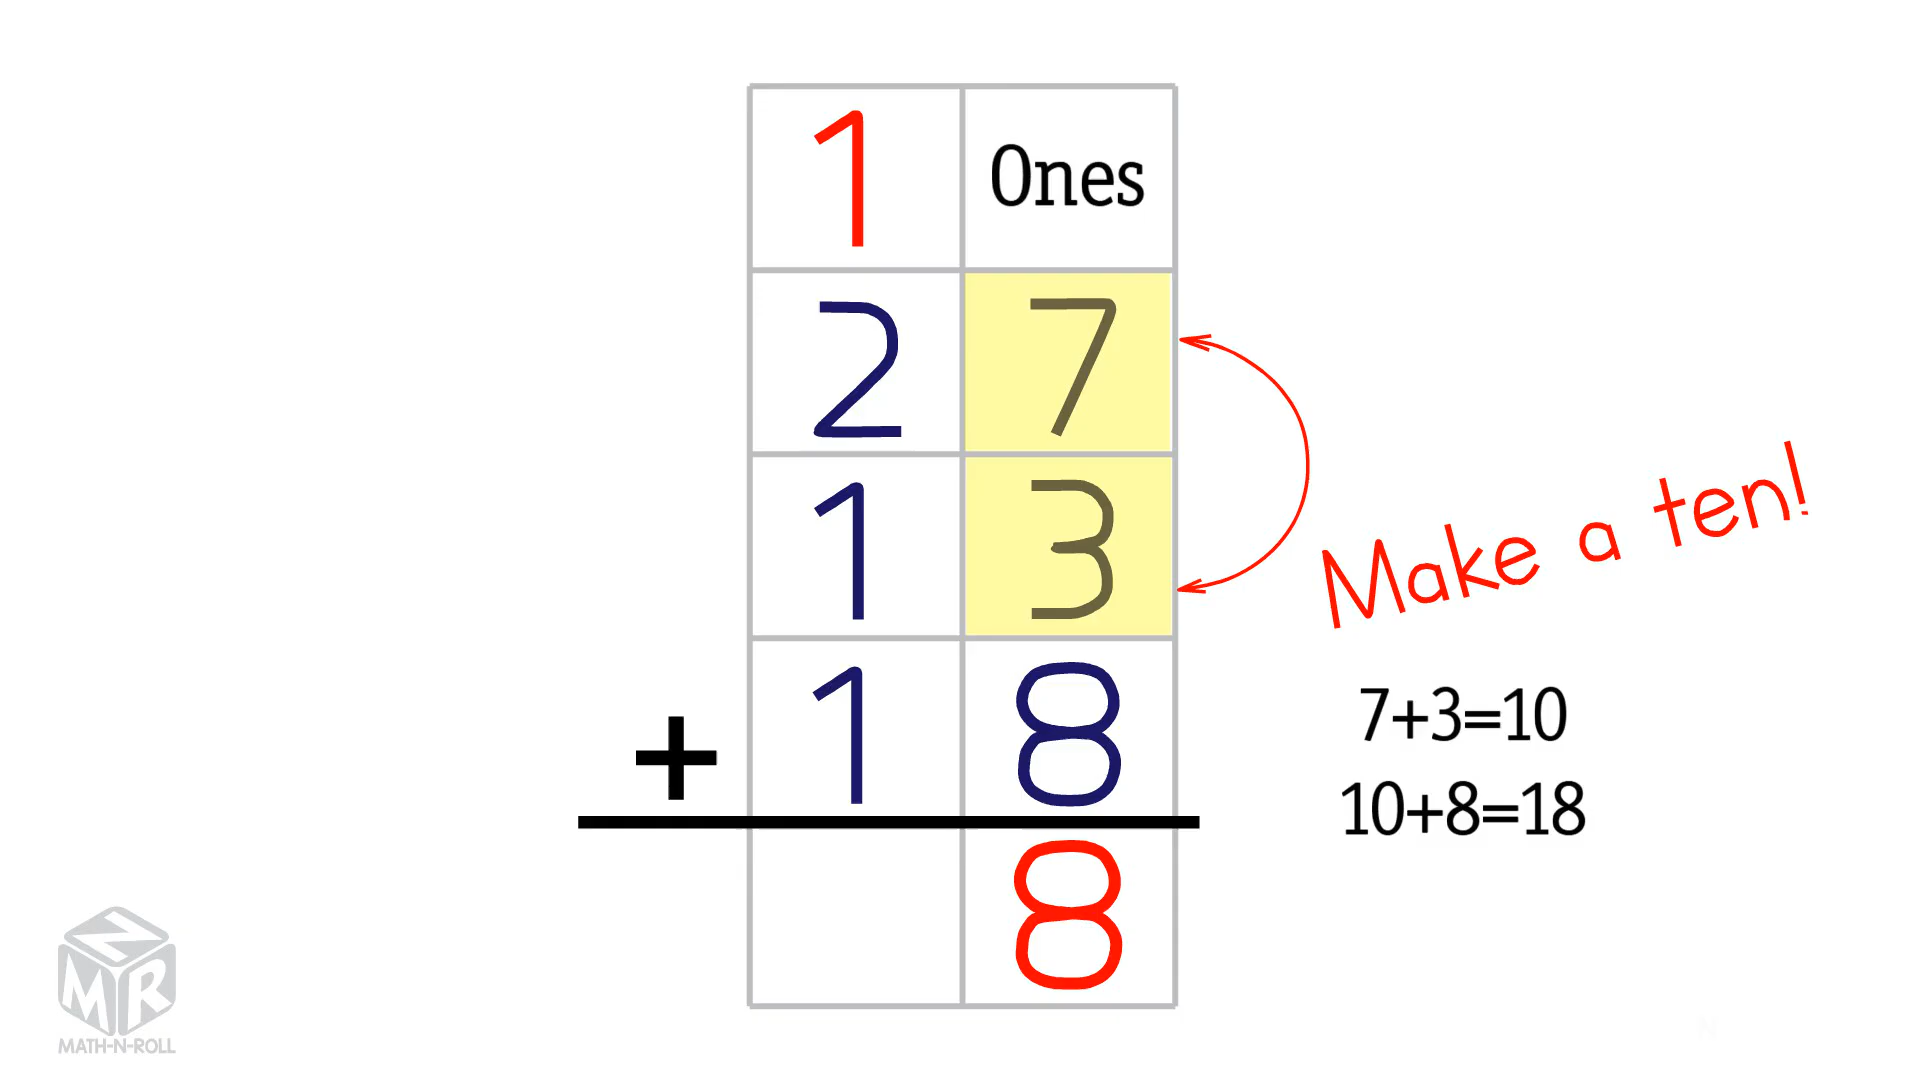 1 Ones
2 7
1 3
+ 1 8
8
Make a ten!
7+3=10
10+8=18
MNR
MATH-N-ROLL